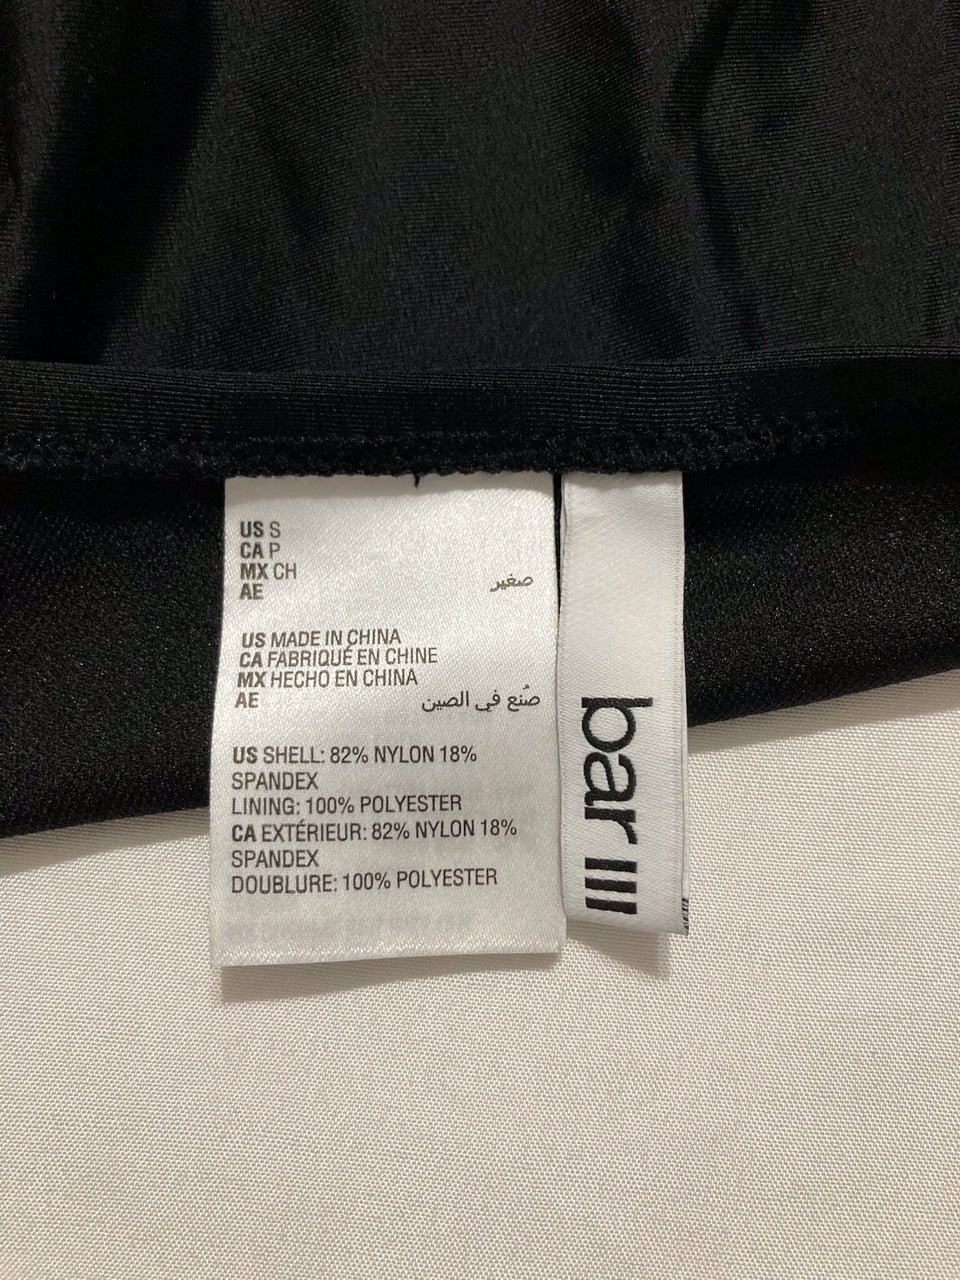 US S
CA P
MX CH
AE صغير
US MADE IN CHINA
CA FABRIQUÉ EN CHINE
MX HECHO EN CHINA
AE صُنع في الصين
US SHELL: 82% NYLON 18%
SPANDEX
LINING: 100% POLYESTER
CA EXTÉRIEUR: 82% NYLON 18%
SPANDEX
DOUBLURE: 100% POLYESTER
bar III